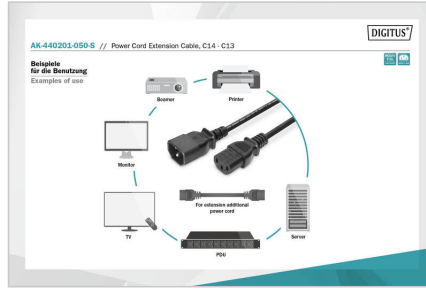 DIGITUS®
AK-440201-050-S // Power Cord Extension Cable, C14 - C13
Beispiele
für die Benutzung
Examples of use
Beamer
Printer
Monitor
For extension additional
power cord
TV
Server
PDU